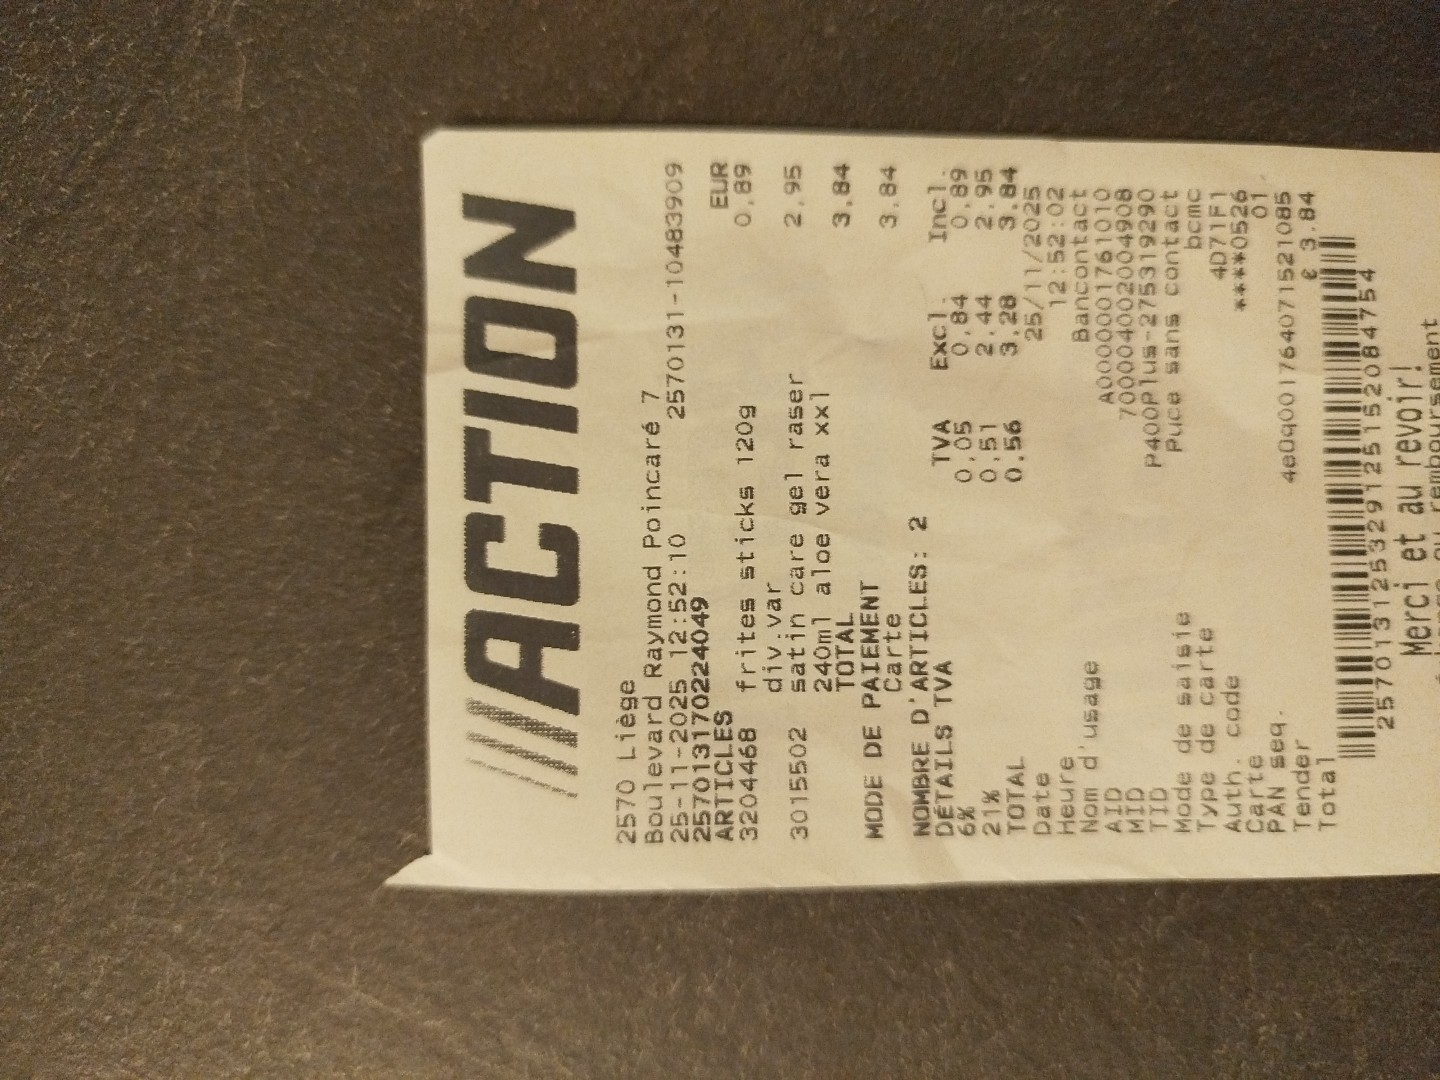 ACTION
2570 Liège
Boulevard Raymond Poincaré 7
25-11-2025 12:52:10 2570131-10483909
257013170224049
ARTICLES EUR
3204468 frites sticks 120g 0,89
div.var
3015502 satin care gel raser 2,95
240ml aloe vera xxl
TOTAL 3,84
MODE DE PAIEMENT
Carte 3,84
NOMBRE D'ARTICLES: 2
DÉTAILS TVA TVA Excl. Incl.
6% 0,05 0,84 0,89
21% 0,51 2,44 2,95
TOTAL 0,56 3,28 3,84
Date 25/11/2025
Heure 12:52:02
Nom d'usage Bancontact
AID A0000001761010
MID 7000040020049​08
TID P400Plus-275319290
Mode de saisie Puce sans contact
Type de carte bcmc
Auth. code 4D71F1
Carte ****0526
PAN seq. 01
Tender 4e0q001764071521085
Total € 3.84
Merci et au revoir!